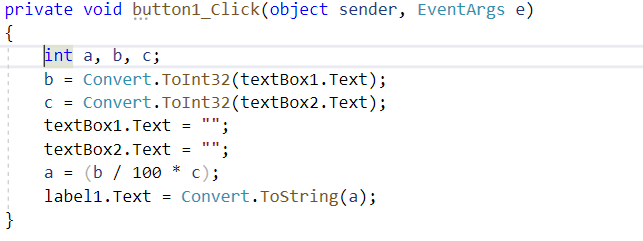 private void button1_Click(object sender, EventArgs e)
{
int a, b, c;
b = Convert.ToInt32(textBox1.Text);
c = Convert.ToInt32(textBox2.Text);
textBox1.Text = "";
textBox2.Text = "";
a = (b / 100 * c);
label1.Text = Convert.ToString(a);
}